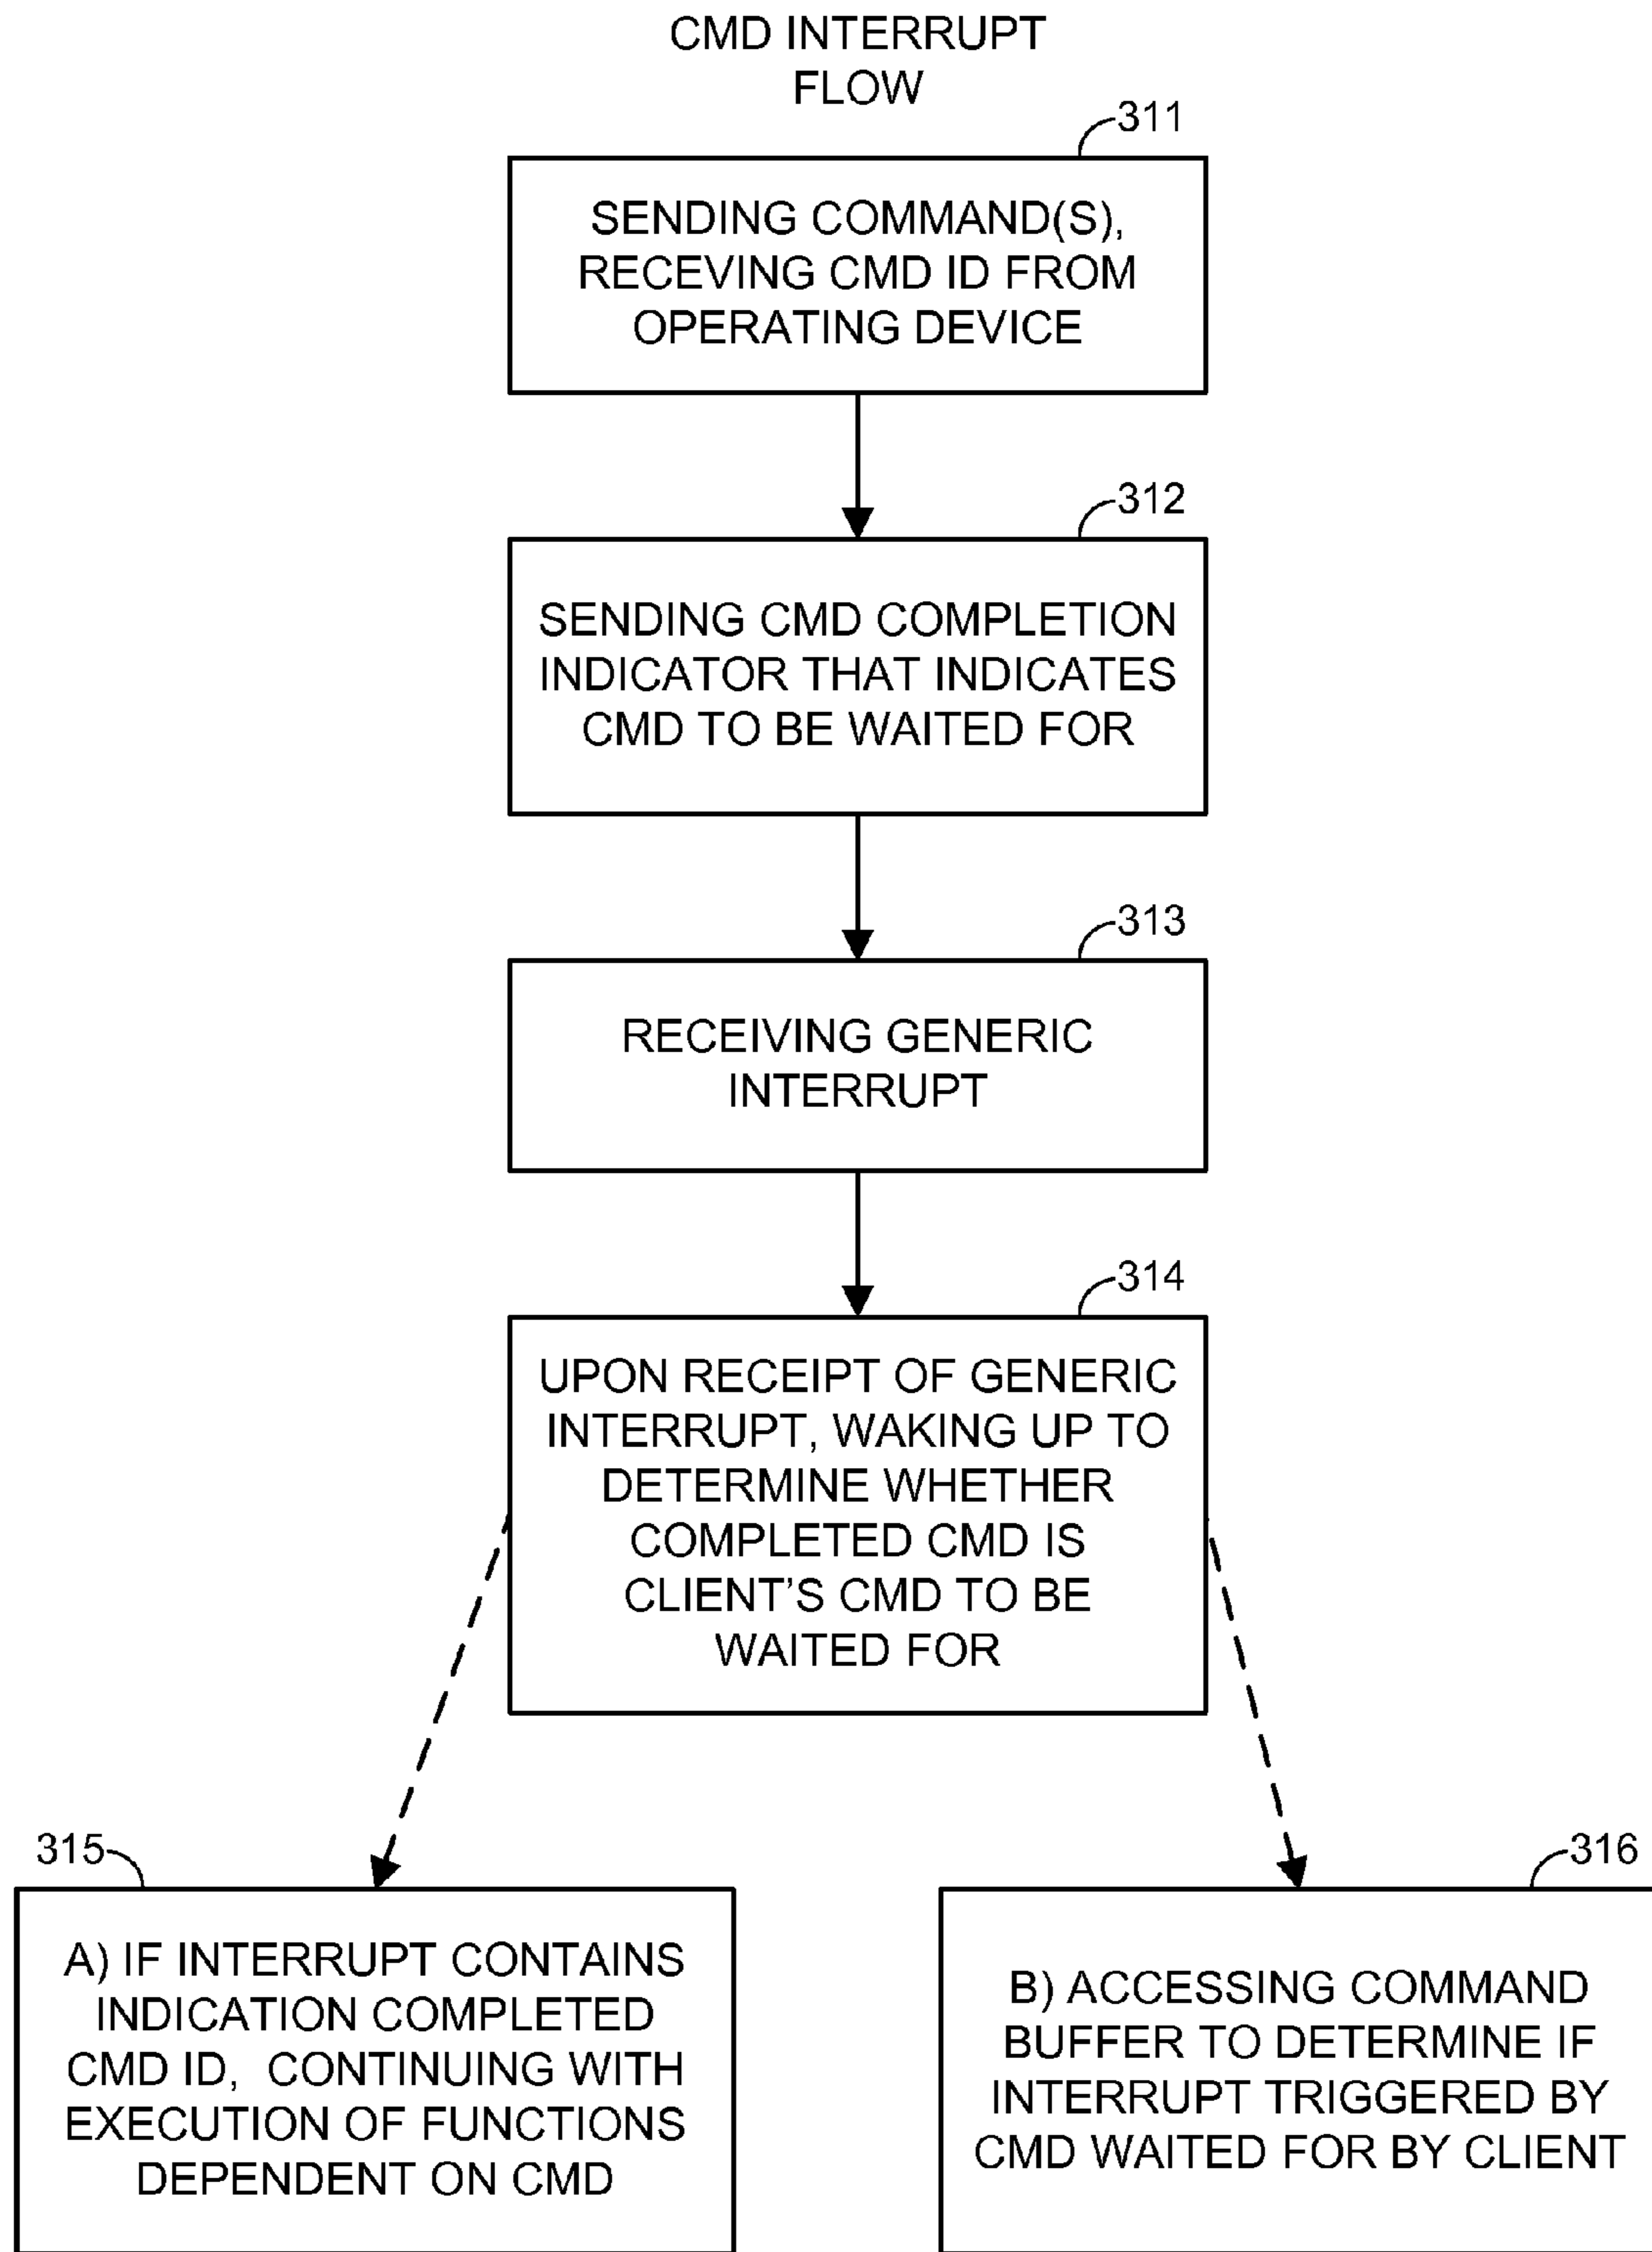 CMD INTERRUPT
FLOW
311
SENDING COMMAND(S),
RECEVING CMD ID FROM
OPERATING DEVICE
312
SENDING CMD COMPLETION
INDICATOR THAT INDICATES
CMD TO BE WAITED FOR
313
RECEIVING GENERIC
INTERRUPT
314
UPON RECEIPT OF GENERIC
INTERRUPT, WAKING UP TO
DETERMINE WHETHER
COMPLETED CMD IS
CLIENT'S CMD TO BE
WAITED FOR
315
A) IF INTERRUPT CONTAINS
INDICATION COMPLETED
CMD ID, CONTINUING WITH
EXECUTION OF FUNCTIONS
DEPENDENT ON CMD
316
B) ACCESSING COMMAND
BUFFER TO DETERMINE IF
INTERRUPT TRIGGERED BY
CMD WAITED FOR BY CLIENT